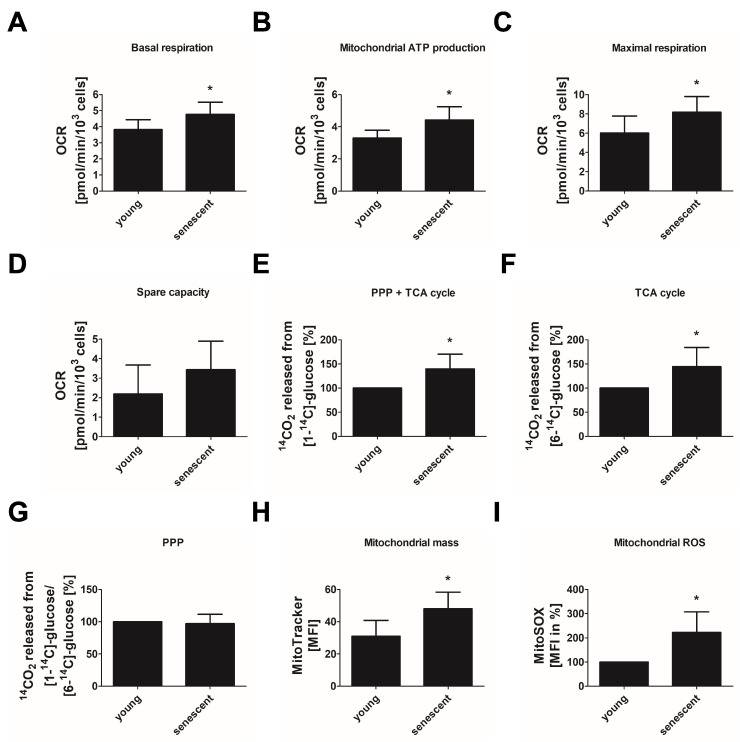 A
Basal respiration
OCR
[pmol/min/10³ cells]
6
5
4
3
2
1
0
*
young
senescent
B
Mitochondrial ATP production
OCR
[pmol/min/10³ cells]
6
4
2
0
*
young
senescent
C
Maximal respiration
OCR
[pmol/min/10³ cells]
10
8
6
4
2
0
*
young
senescent
D
Spare capacity
OCR
[pmol/min/10³ cells]
5
4
3
2
1
0
young
senescent
E
PPP + TCA cycle
¹⁴CO₂ released from
[1-¹⁴C]-glucose [%]
200
150
100
50
0
*
young
senescent
F
TCA cycle
¹⁴CO₂ released from
[6-¹⁴C]-glucose [%]
200
150
100
50
0
*
young
senescent
G
PPP
¹⁴CO₂ released from
[1-¹⁴C]-glucose/
[6-¹⁴C]-glucose [%]
150
100
50
0
young
senescent
H
Mitochondrial mass
MitoTracker
[MFI]
60
40
20
0
*
young
senescent
I
Mitochondrial ROS
MitoSOX
[MFI in %]
400
300
200
100
0
*
young
senescent